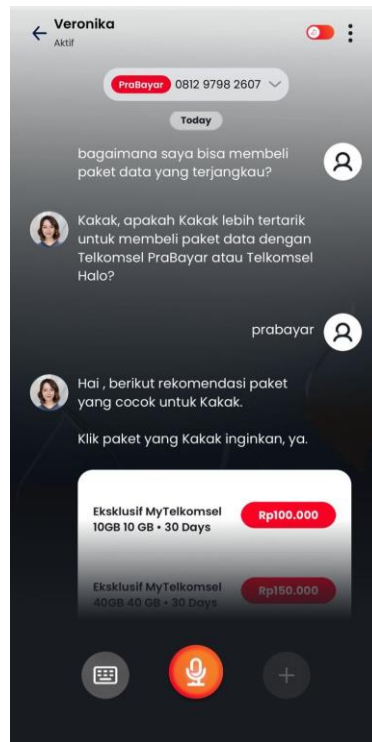 Veronika
Aktif
PraBayar 0812 9798 2607
Today
bagaimana saya bisa membeli
paket data yang terjangkau?
Kakak, apakah Kakak lebih tertarik
untuk membeli paket data dengan
Telkomsel PraBayar atau Telkomsel
Halo?
prabayar
Hai , berikut rekomendasi paket
yang cocok untuk Kakak.
Klik paket yang Kakak inginkan, ya.
Eksklusif MyTelkomsel
10GB 10 GB • 30 Days
Rp100.000
Eksklusif MyTelkomsel
40GB 40 GB • 30 Days
Rp150.000